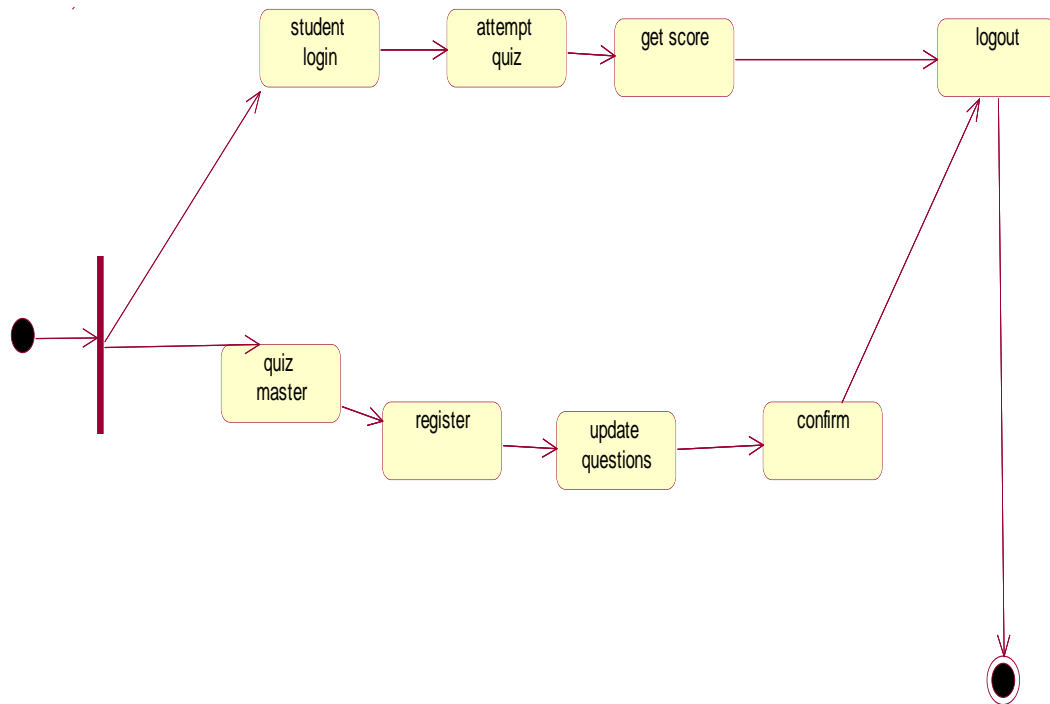 student
login
attempt
quiz
get score
logout
quiz
master
register
update
questions
confirm